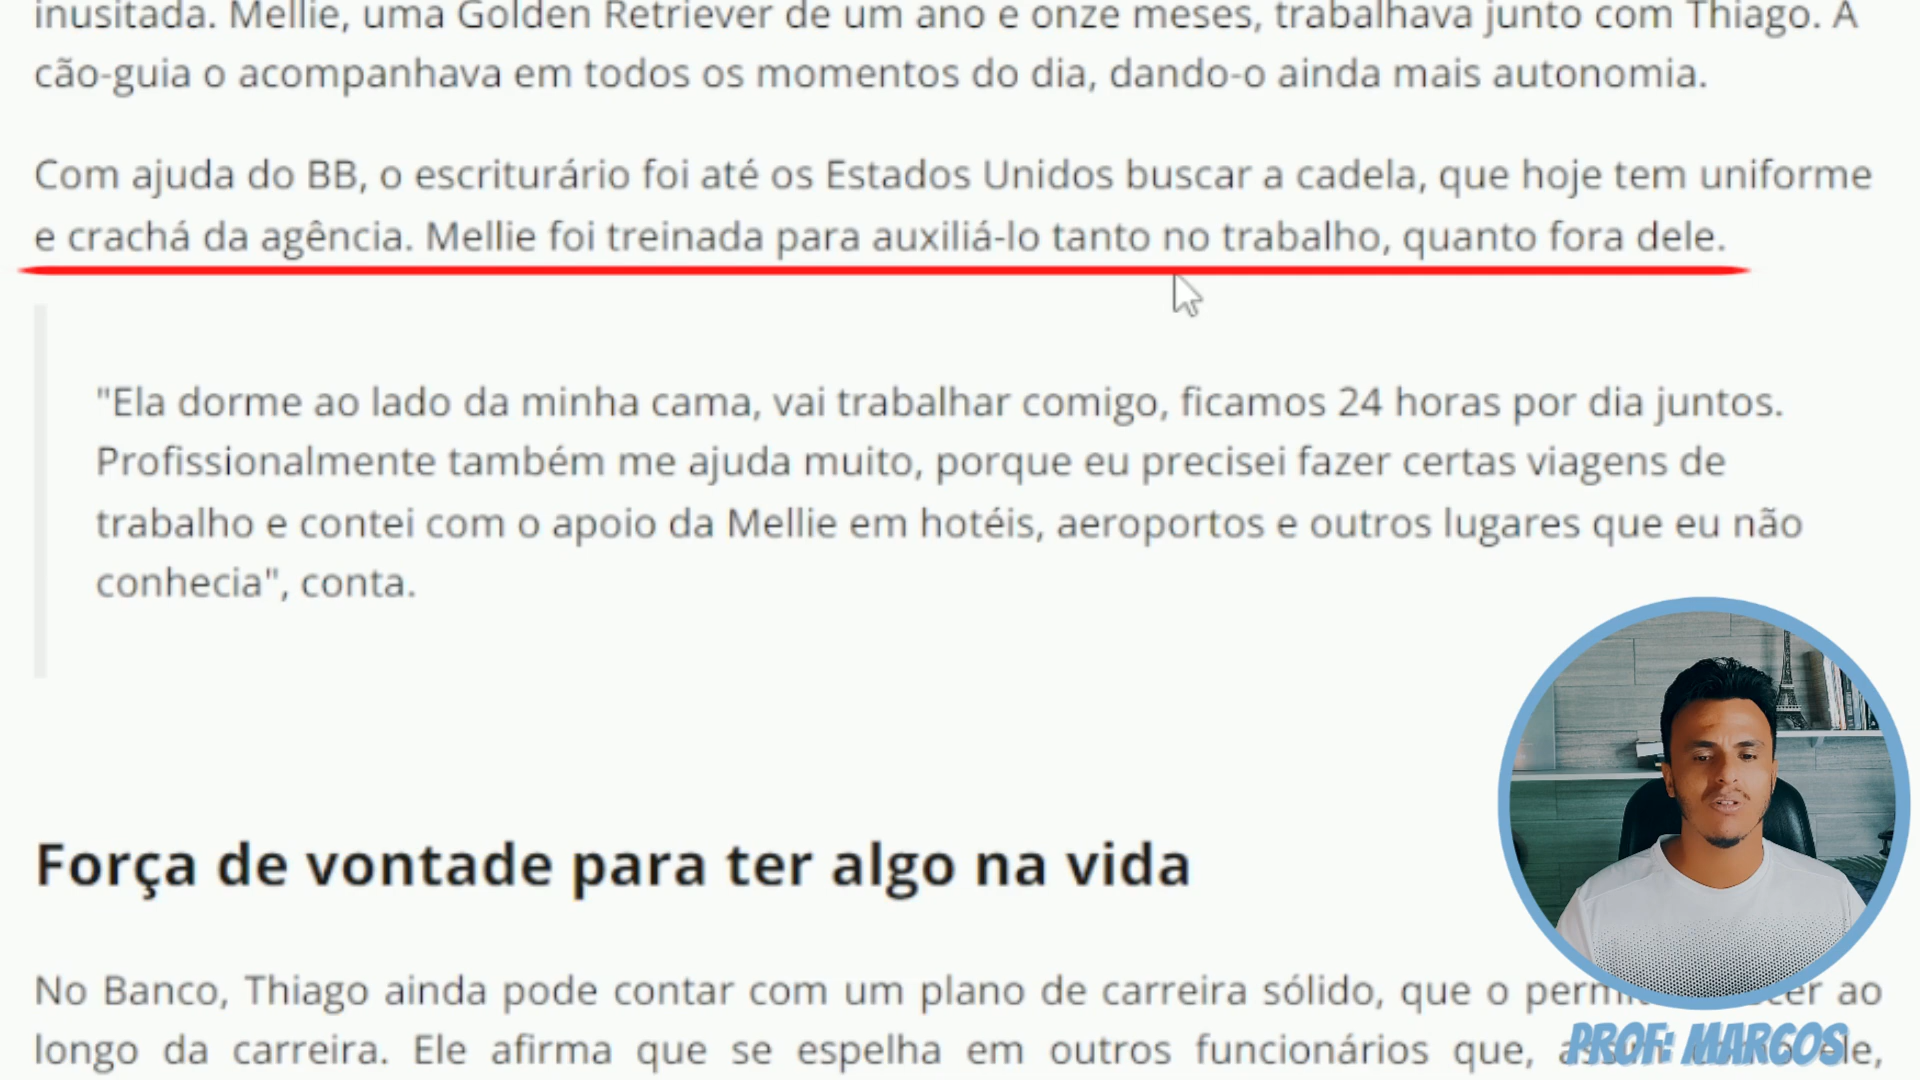 inusitada. Mellie, uma Golden Retriever de um ano e onze meses, trabalhava junto com Thiago. A
cão-guia o acompanhava em todos os momentos do dia, dando-o ainda mais autonomia.
Com ajuda do BB, o escriturário foi até os Estados Unidos buscar a cadela, que hoje tem uniforme
e crachá da agência. Mellie foi treinada para auxiliá-lo tanto no trabalho, quanto fora dele.
"Ela dorme ao lado da minha cama, vai trabalhar comigo, ficamos 24 horas por dia juntos.
Profissionalmente também me ajuda muito, porque eu precisei fazer certas viagens de
trabalho e contei com o apoio da Mellie em hotéis, aeroportos e outros lugares que eu não
conhecia", conta.
Força de vontade para ter algo na vida
No Banco, Thiago ainda pode contar com um plano de carreira sólido, que o ao
longo da carreira. Ele afirma que se espelha em outros funcionários que,
PROF: MARCOS